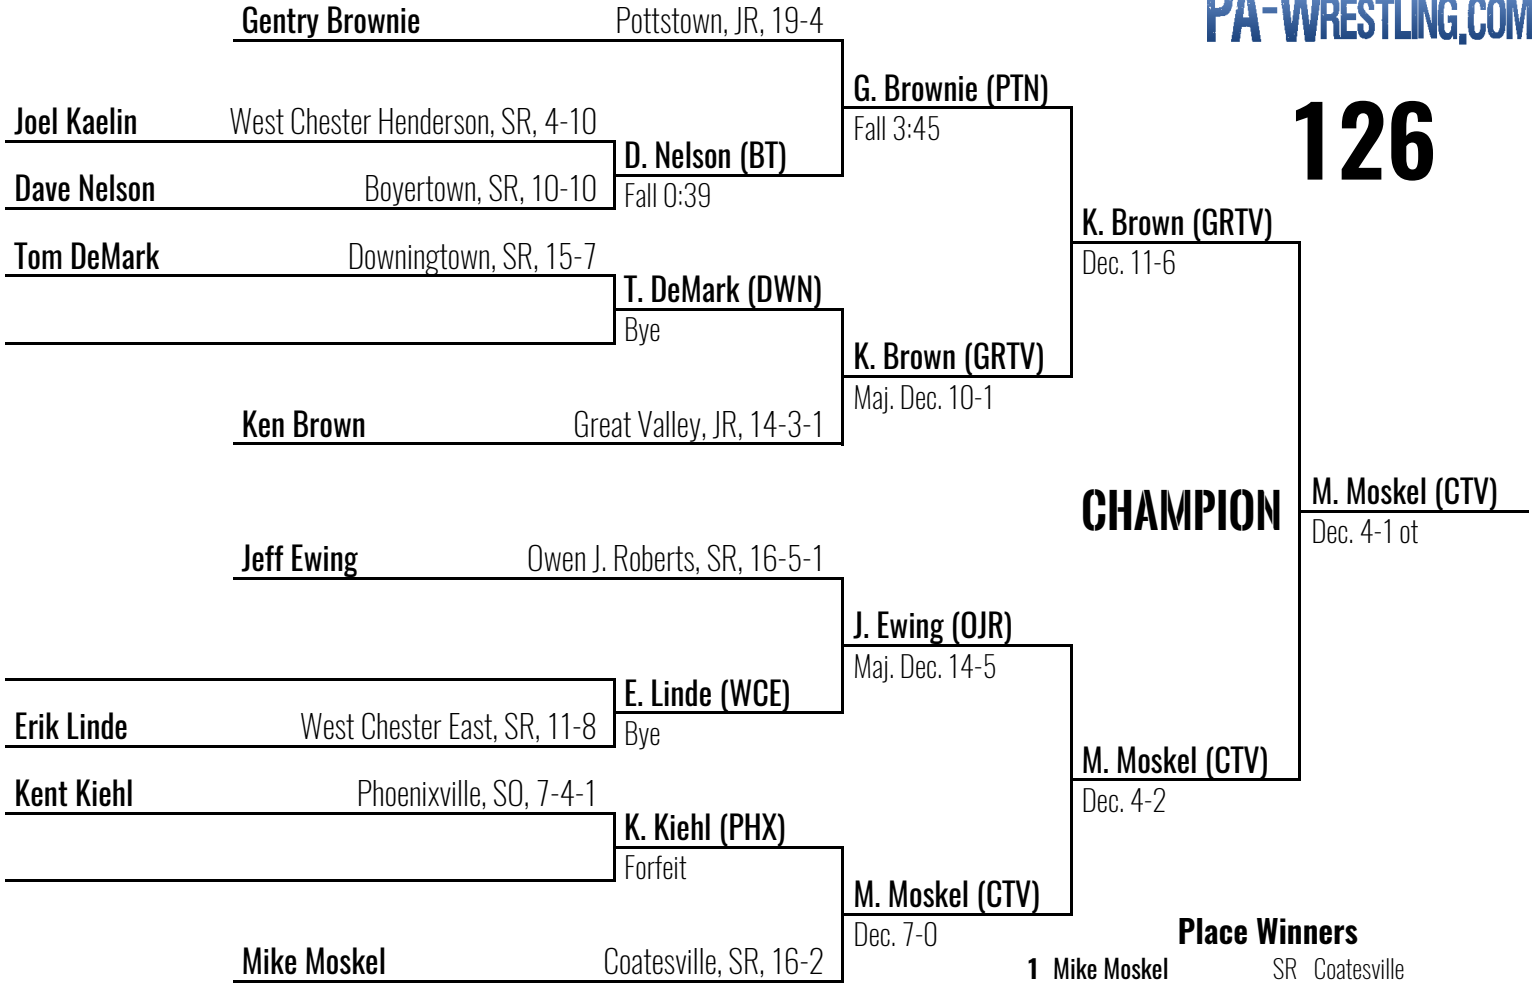 Gentry Brownie Pottstown, JR, 19-4
PA-WRESTLING.COM
G. Brownie (PTN)
Fall 3:45
126
Joel Kaelin West Chester Henderson, SR, 4-10
D. Nelson (BT)
Fall 0:39
Dave Nelson Boyertown, SR, 10-10
K. Brown (GRTV)
Dec. 11-6
Tom DeMark Downingtown, SR, 15-7
T. DeMark (DWN)
Bye
K. Brown (GRTV)
Maj. Dec. 10-1
Ken Brown Great Valley, JR, 14-3-1
CHAMPION
M. Moskel (CTV)
Dec. 4-1 ot
Jeff Ewing Owen J. Roberts, SR, 16-5-1
J. Ewing (OJR)
Maj. Dec. 14-5
E. Linde (WCE)
Bye
Erik Linde West Chester East, SR, 11-8
M. Moskel (CTV)
Dec. 4-2
Kent Kiehl Phoenixville, SO, 7-4-1
K. Kiehl (PHX)
Forfeit
M. Moskel (CTV)
Dec. 7-0
Mike Moskel Coatesville, SR, 16-2
Place Winners
1 Mike Moskel SR Coatesville